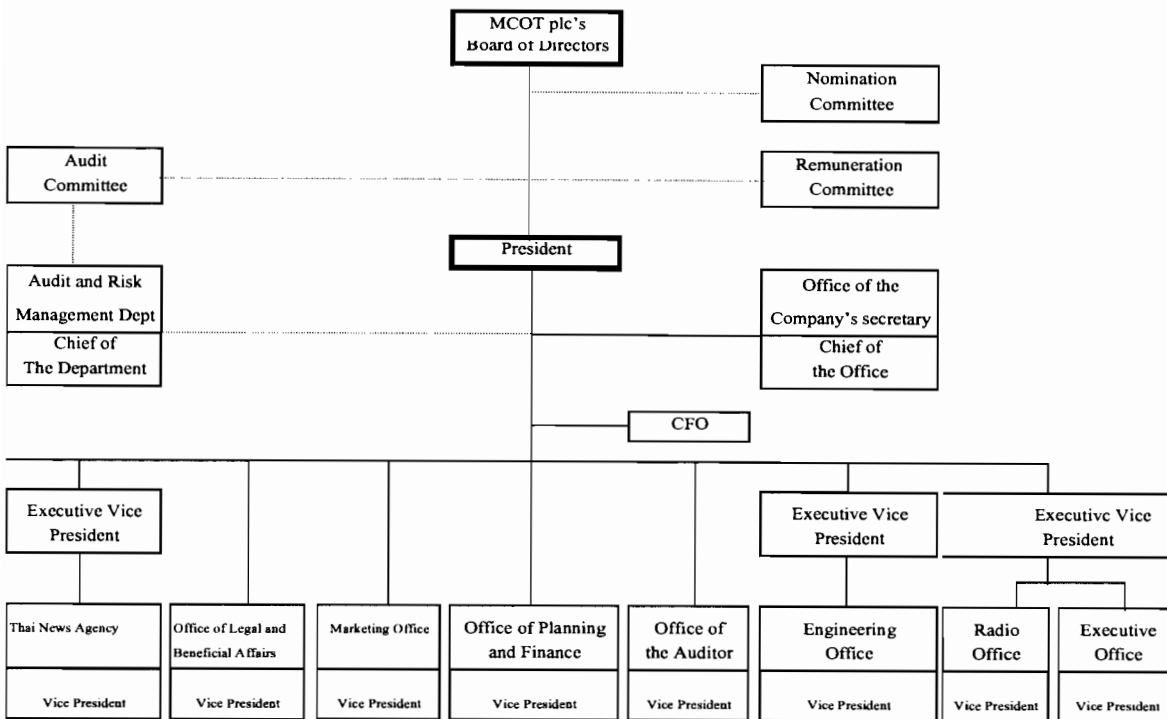 MCOT plc's
Board of Directors
Nomination
Committee
Audit
Committee
Remuneration
Committee
President
Audit and Risk
Management Dept
Chief of
The Department
Office of the
Company's secretary
Chief of
the Office
CFO
Executive Vice
President
Executive Vice
President
Executive Vice
President
Thai News Agency
Vice President
Office of Legal and
Beneficial Affairs
Vice President
Marketing Office
Vice President
Office of Planning
and Finance
Vice President
Office of
the Auditor
Vice President
Engineering
Office
Vice President
Radio
Office
Vice President
Executive
Office
Vice President